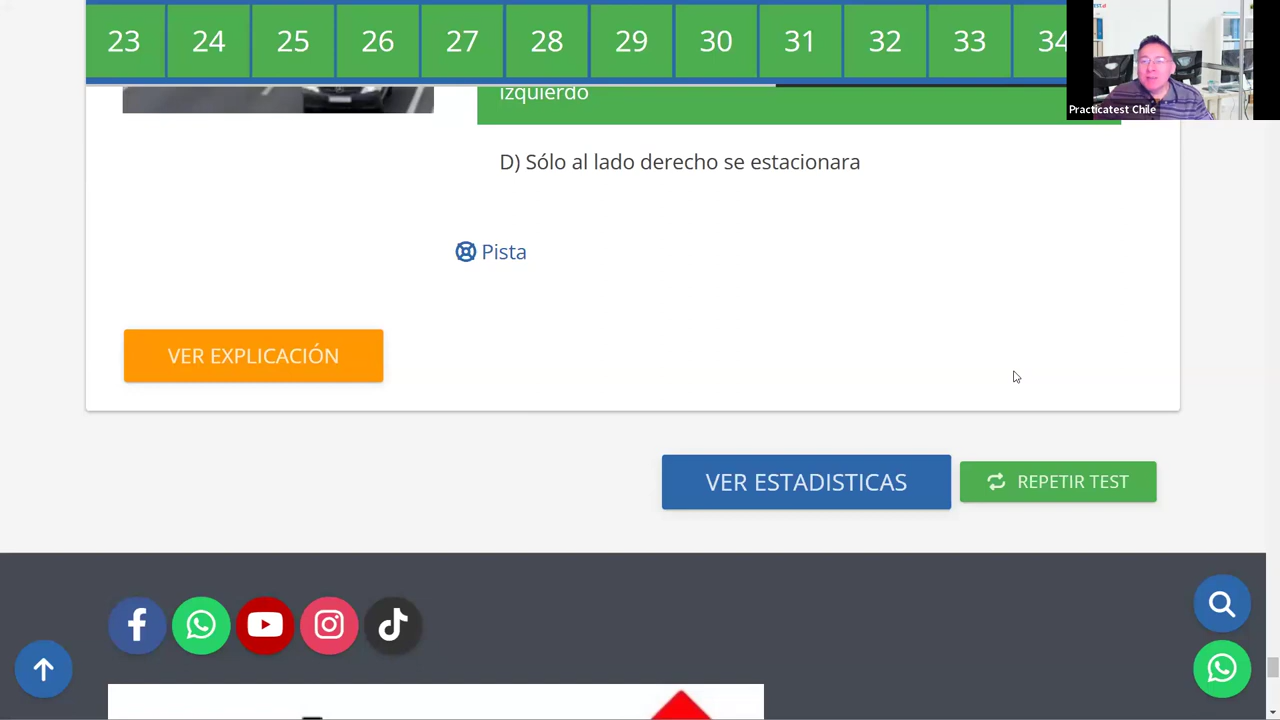 23 24 25 26 27 28 29 30 31 32 33 34
Practicatest Chile
izquierdo
D) Sólo al lado derecho se estacionara
Pista
VER EXPLICACIÓN
VER ESTADISTICAS
REPETIR TEST